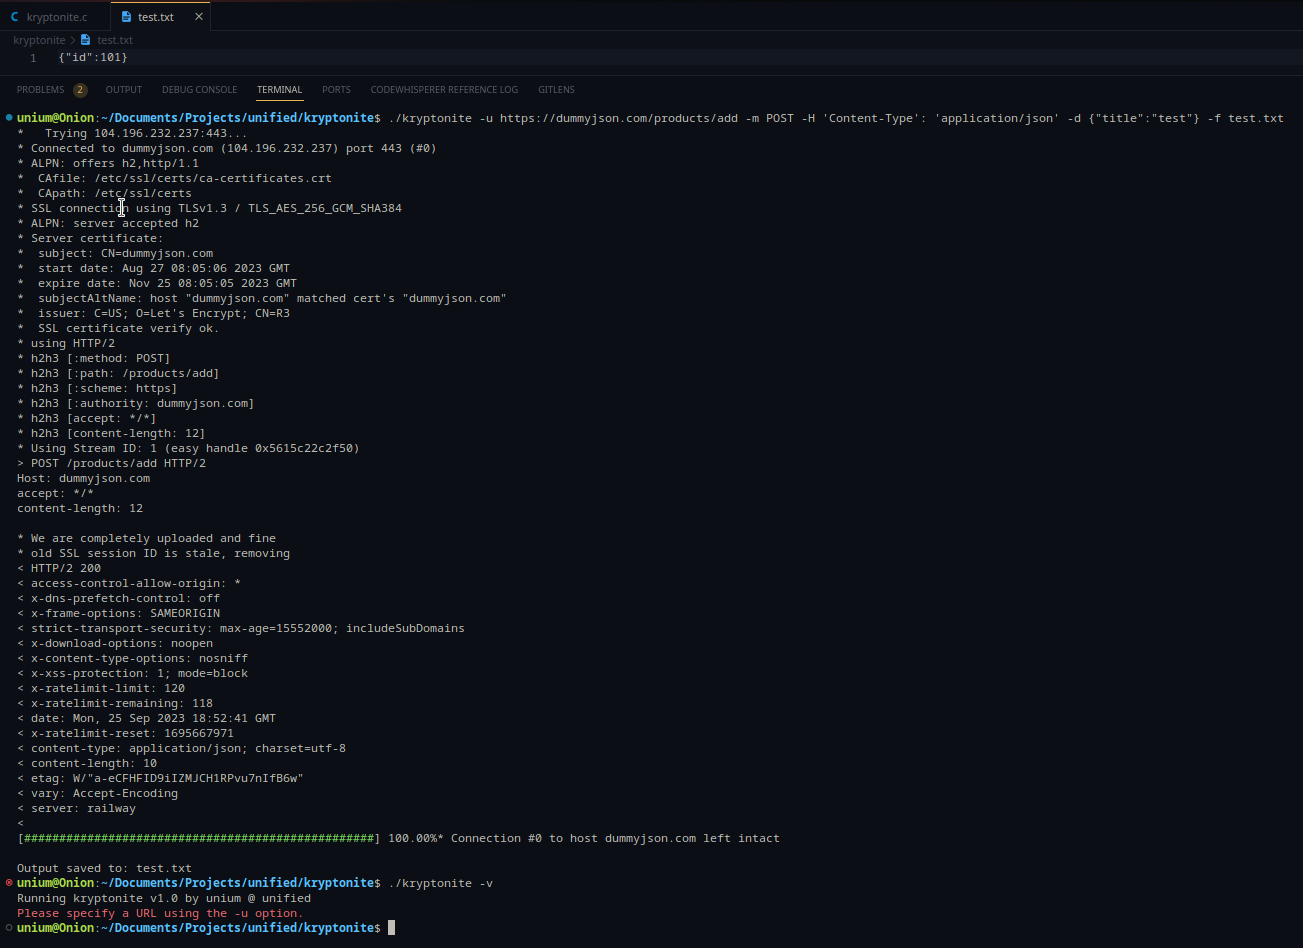 kryptonite.c test.txt
kryptonite > test.txt
1 {"id":101}
PROBLEMS 2 OUTPUT DEBUG CONSOLE TERMINAL PORTS CODEWHISPERER REFERENCE LOG GITLENS
unium@Onion:~/Documents/Projects/unified/kryptonite$ ./kryptonite -u https://dummyjson.com/products/add -m POST -H 'Content-Type': 'application/json' -d {"title":"test"} -f test.txt
*   Trying 104.196.232.237:443...
* Connected to dummyjson.com (104.196.232.237) port 443 (#0)
* ALPN: offers h2,http/1.1
*  CAfile: /etc/ssl/certs/ca-certificates.crt
*  CApath: /etc/ssl/certs
* SSL connection using TLSv1.3 / TLS_AES_256_GCM_SHA384
* ALPN: server accepted h2
* Server certificate:
*  subject: CN=dummyjson.com
*  start date: Aug 27 08:05:06 2023 GMT
*  expire date: Nov 25 08:05:05 2023 GMT
*  subjectAltName: host "dummyjson.com" matched cert's "dummyjson.com"
*  issuer: C=US; O=Let's Encrypt; CN=R3
*  SSL certificate verify ok.
* using HTTP/2
* h2h3 [:method: POST]
* h2h3 [:path: /products/add]
* h2h3 [:scheme: https]
* h2h3 [:authority: dummyjson.com]
* h2h3 [accept: */*]
* h2h3 [content-length: 12]
* Using Stream ID: 1 (easy handle 0x5615c22c2f50)
> POST /products/add HTTP/2
Host: dummyjson.com
accept: */*
content-length: 12
* We are completely uploaded and fine
* old SSL session ID is stale, removing
< HTTP/2 200
< access-control-allow-origin: *
< x-dns-prefetch-control: off
< x-frame-options: SAMEORIGIN
< strict-transport-security: max-age=15552000; includeSubDomains
< x-download-options: noopen
< x-content-type-options: nosniff
< x-xss-protection: 1; mode=block
< x-ratelimit-limit: 120
< x-ratelimit-remaining: 118
< date: Mon, 25 Sep 2023 18:52:41 GMT
< x-ratelimit-reset: 1695667971
< content-type: application/json; charset=utf-8
< content-length: 10
< etag: W/"a-eCFHFID9iIZMJCH1RPvu7nIfB6w"
< vary: Accept-Encoding
< server: railway
<
[##################################################] 100.00%* Connection #0 to host dummyjson.com left intact
Output saved to: test.txt
unium@Onion:~/Documents/Projects/unified/kryptonite$ ./kryptonite -v
Running kryptonite v1.0 by unium @ unified
Please specify a URL using the -u option.
unium@Onion:~/Documents/Projects/unified/kryptonite$